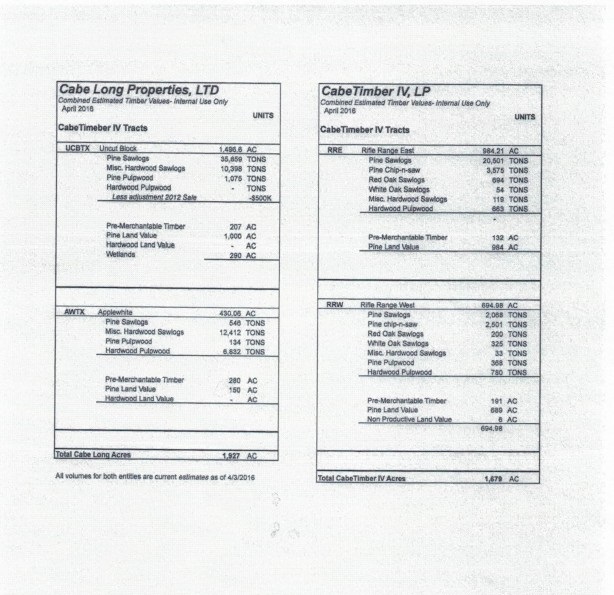 Cabe Long Properties, LTD
Combined Estimated Timber Values- Internal Use Only
April 2016
UNITS
CabeTimeber IV Tracts
UCBTX Uncut Block 1,496.6 AC
Pine Sawlogs 35,659 TONS
Misc. Hardwood Sawlogs 10,398 TONS
Pine Pulpwood 1,075 TONS
Hardwood Pulpwood - TONS
Less adjustment 2012 Sale -$500K
Pre-Merchantable Timber 207 AC
Pine Land Value 1,000 AC
Hardwood Land Value - AC
Wetlands 290 AC
AWTX Applewhite 430.06 AC
Pine Sawlogs 546 TONS
Misc. Hardwood Sawlogs 12,412 TONS
Pine Pulpwood 134 TONS
Hardwood Pulpwood 6,832 TONS
Pre-Merchantable Timber 280 AC
Pine Land Value 150 AC
Hardwood Land Value - AC
Total Cabe Long Acres 1,927 AC
All volumes for both entities are current estimates as of 4/3/2016
CabeTimber IV, LP
Combined Estimated Timber Values- Internal Use Only
April 2016
UNITS
CabeTimeber IV Tracts
RRE Rifle Range East 984.21 AC
Pine Sawlogs 20,501 TONS
Pine Chip-n-saw 3,575 TONS
Red Oak Sawlogs 694 TONS
White Oak Sawlogs 54 TONS
Misc. Hardwood Sawlogs 119 TONS
Hardwood Pulpwood 663 TONS
-
Pre-Merchantable Timber 132 AC
Pine Land Value 984 AC
RRW Rifle Range West 694.98 AC
Pine Sawlogs 2,068 TONS
Pine chip-n-saw 2,601 TONS
Red Oak Sawlogs 200 TONS
White Oak Sawlogs 325 TONS
Misc. Hardwood Sawlogs 33 TONS
Pine Pulpwood 368 TONS
Hardwood Pulpwood 780 TONS
Pre-Merchantable Timber 191 AC
Pine Land Value 689 AC
Non Productive Land Value 6 AC
694.98
Total CabeTimber IV Acres 1,679 AC